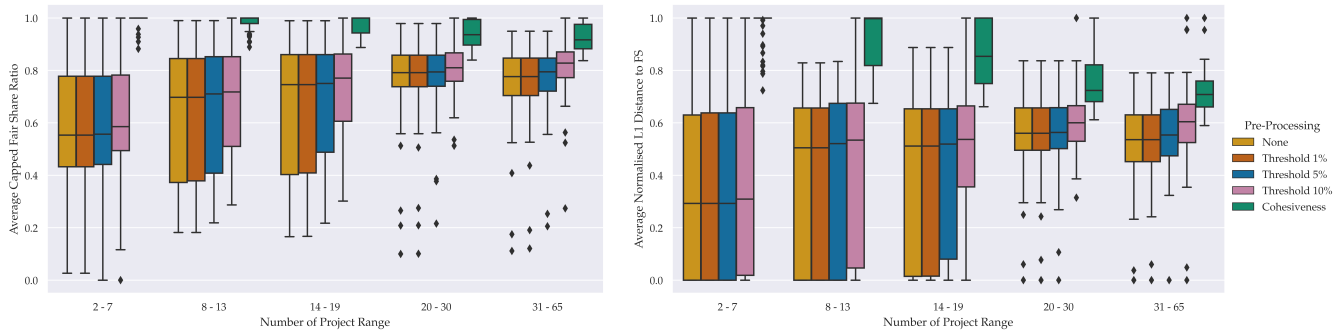 Average Capped Fair Share Ratio
1.0
0.8
0.6
0.4
0.2
0.0
2 - 7
8 - 13
14 - 19
20 - 30
31 - 65
Number of Project Range
Average Normalised L1 Distance to FS
1.0
0.8
0.6
0.4
0.2
0.0
2 - 7
8 - 13
14 - 19
20 - 30
31 - 65
Number of Project Range
Pre-Processing
None
Threshold 1%
Threshold 5%
Threshold 10%
Cohesiveness